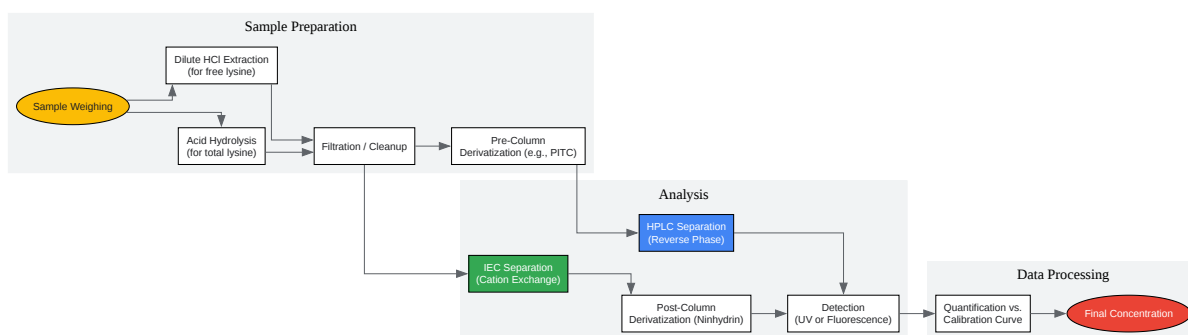 Sample Preparation
Dilute HCl Extraction
(for free lysine)
Sample Weighing
Acid Hydrolysis
(for total lysine)
Filtration / Cleanup
Pre-Column
Derivatization (e.g., PITC)
Analysis
HPLC Separation
(Reverse Phase)
IEC Separation
(Cation Exchange)
Post-Column
Derivatization (Ninhydrin)
Detection
(UV or Fluorescence)
Data Processing
Quantification vs.
Calibration Curve
Final Concentration